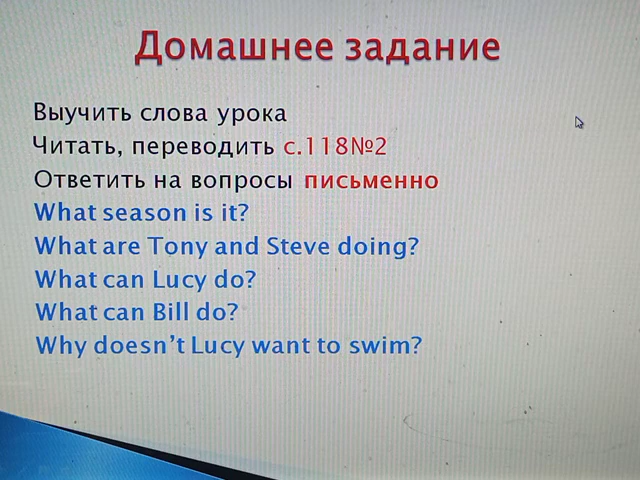 Домашнее задание
Выучить слова урока
Читать, переводить с.118№2
Ответить на вопросы письменно
What season is it?
What are Tony and Steve doing?
What can Lucy do?
What can Bill do?
Why doesn’t Lucy want to swim?